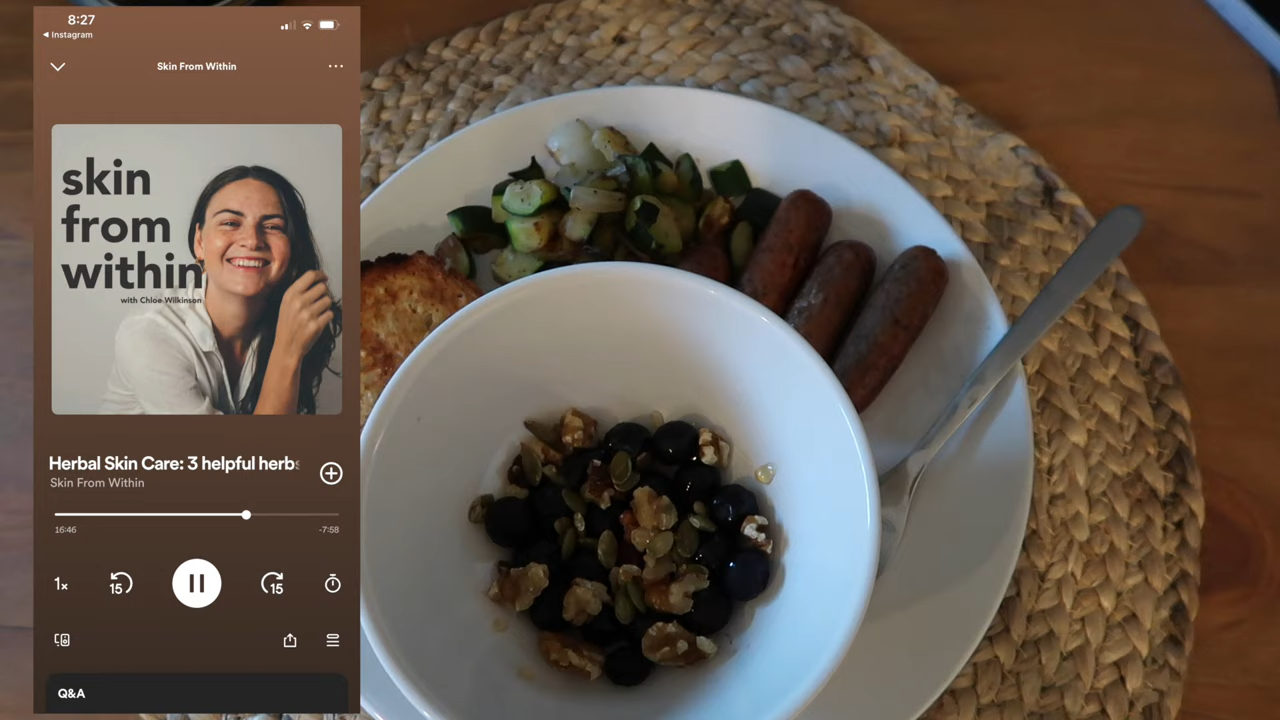 8:27
◀ Instagram
Skin From Within
skin
from
within
with Chloe Wilkinson
Herbal Skin Care: 3 helpful herb
Skin From Within
16:46
-7:58
1x
15
15
Q&A